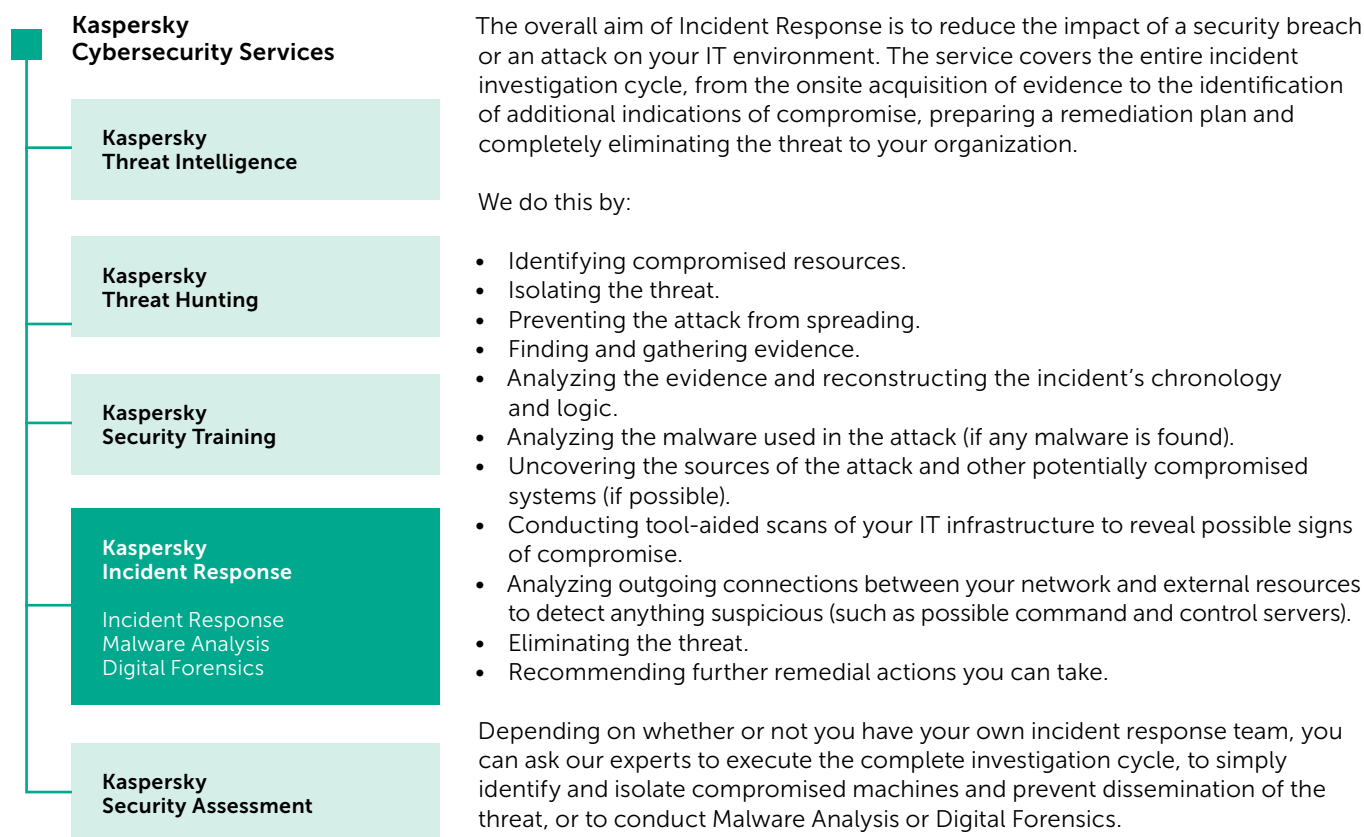 Kaspersky
Cybersecurity Services
Kaspersky
Threat Intelligence
Kaspersky
Threat Hunting
Kaspersky
Security Training
Kaspersky
Incident Response
Incident Response
Malware Analysis
Digital Forensics
Kaspersky
Security Assessment
The overall aim of Incident Response is to reduce the impact of a security breach
or an attack on your IT environment. The service covers the entire incident
investigation cycle, from the onsite acquisition of evidence to the identification
of additional indications of compromise, preparing a remediation plan and
completely eliminating the threat to your organization.
We do this by:
• Identifying compromised resources.
• Isolating the threat.
• Preventing the attack from spreading.
• Finding and gathering evidence.
• Analyzing the evidence and reconstructing the incident’s chronology
and logic.
• Analyzing the malware used in the attack (if any malware is found).
• Uncovering the sources of the attack and other potentially compromised
systems (if possible).
• Conducting tool-aided scans of your IT infrastructure to reveal possible signs
of compromise.
• Analyzing outgoing connections between your network and external resources
to detect anything suspicious (such as possible command and control servers).
• Eliminating the threat.
• Recommending further remedial actions you can take.
Depending on whether or not you have your own incident response team, you
can ask our experts to execute the complete investigation cycle, to simply
identify and isolate compromised machines and prevent dissemination of the
threat, or to conduct Malware Analysis or Digital Forensics.